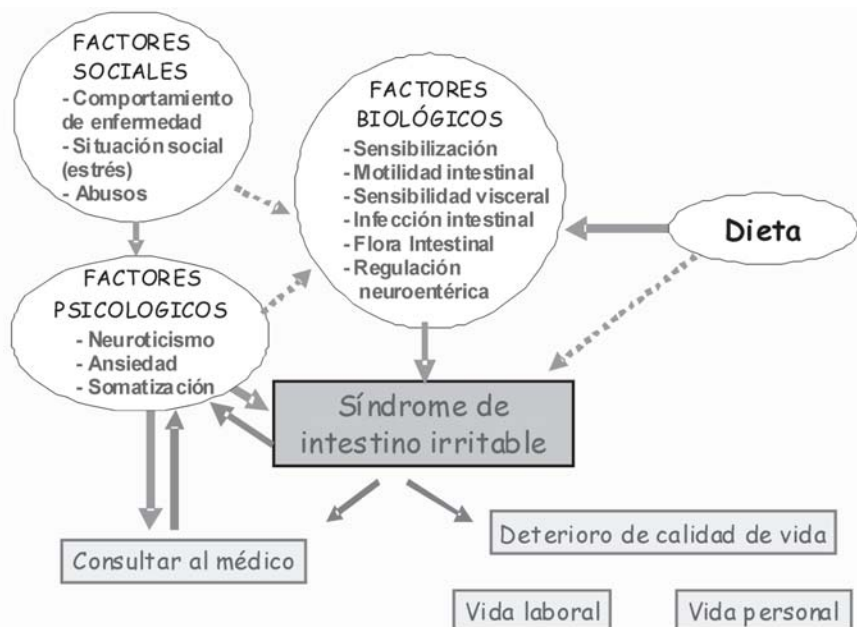 FACTORES
SOCIALES
- Comportamiento
de enfermedad
- Situación social
(estrés)
- Abusos
FACTORES
BIOLÓGICOS
- Sensibilización
- Motilidad intestinal
- Sensibilidad visceral
- Infección intestinal
- Flora Intestinal
- Regulación
neuroentérica
Dieta
FACTORES
PSICOLOGICOS
- Neuroticismo
- Ansiedad
- Somatización
Síndrome de
intestino irritable
Consultar al médico
Deterioro de calidad de vida
Vida laboral
Vida personal